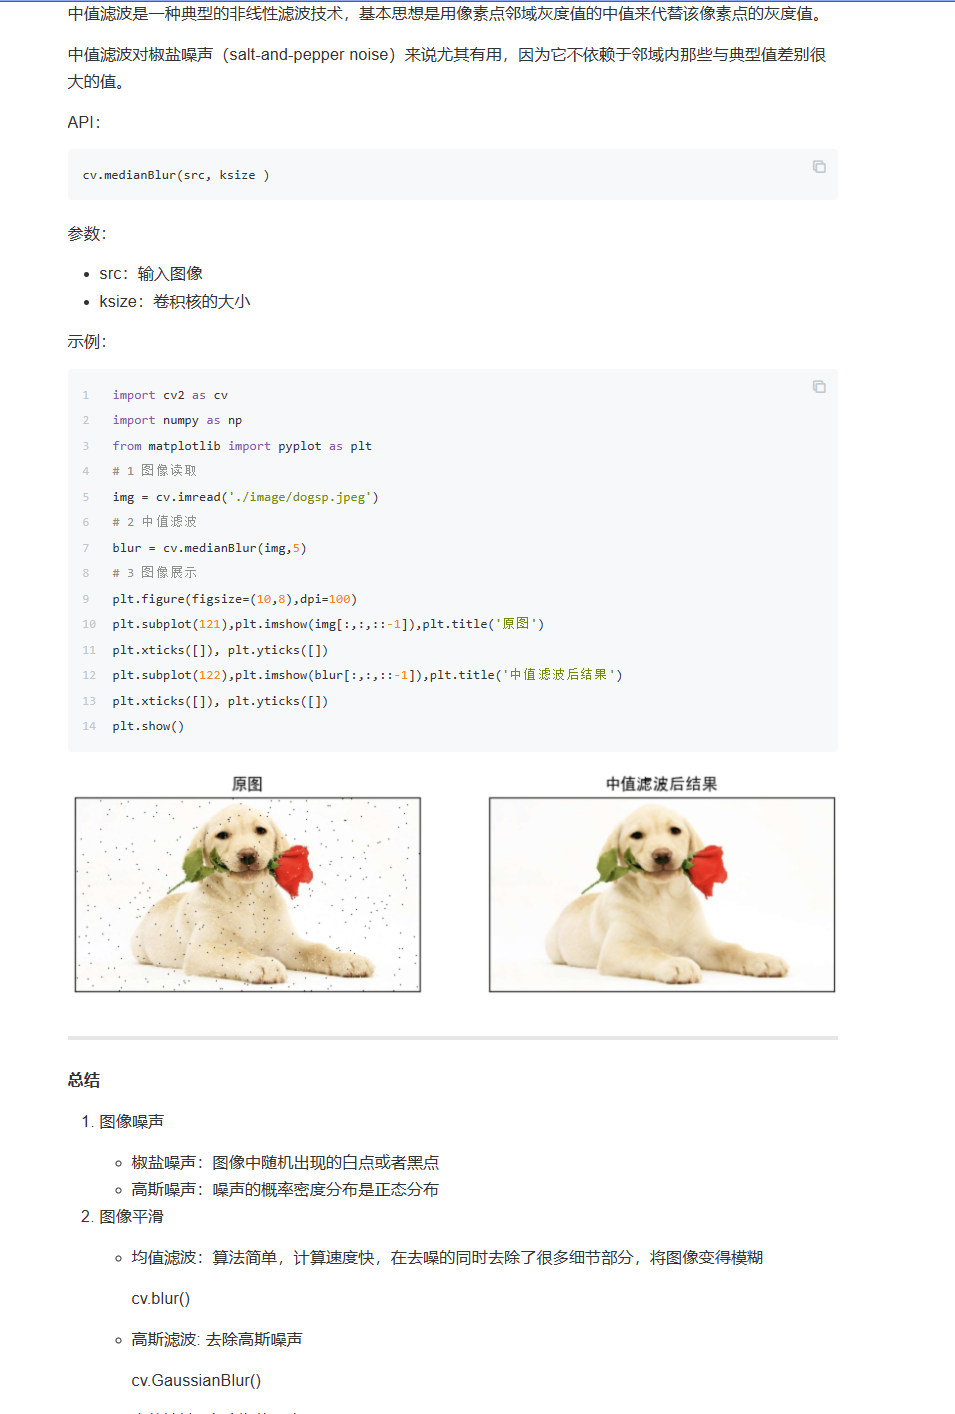 中值滤波是一种典型的非线性滤波技术，基本思想是用像素点邻域灰度值的中值来代替该像素点的灰度值。
中值滤波对椒盐噪声（salt-and-pepper noise）来说尤其有用，因为它不依赖于邻域内那些与典型值差别很
大的值。
API：
cv.medianBlur(src, ksize )
参数：
• src：输入图像
• ksize：卷积核的大小
示例：
1 import cv2 as cv
2 import numpy as np
3 from matplotlib import pyplot as plt
4 # 1 图像读取
5 img = cv.imread('./image/dogsp.jpeg')
6 # 2 中值滤波
7 blur = cv.medianBlur(img,5)
8 # 3 图像展示
9 plt.figure(figsize=(10,8),dpi=100)
10 plt.subplot(121),plt.imshow(img[:,:,::-1]),plt.title('原图')
11 plt.xticks([]), plt.yticks([])
12 plt.subplot(122),plt.imshow(blur[:,:,::-1]),plt.title('中值滤波后结果')
13 plt.xticks([]), plt.yticks([])
14 plt.show()
原图
中值滤波后结果
总结
1. 图像噪声
◦ 椒盐噪声：图像中随机出现的白点或者黑点
◦ 高斯噪声：噪声的概率密度分布是正态分布
2. 图像平滑
◦ 均值滤波：算法简单，计算速度快，在去噪的同时去除了很多细节部分，将图像变得模糊
cv.blur()
◦ 高斯滤波: 去除高斯噪声
cv.GaussianBlur()